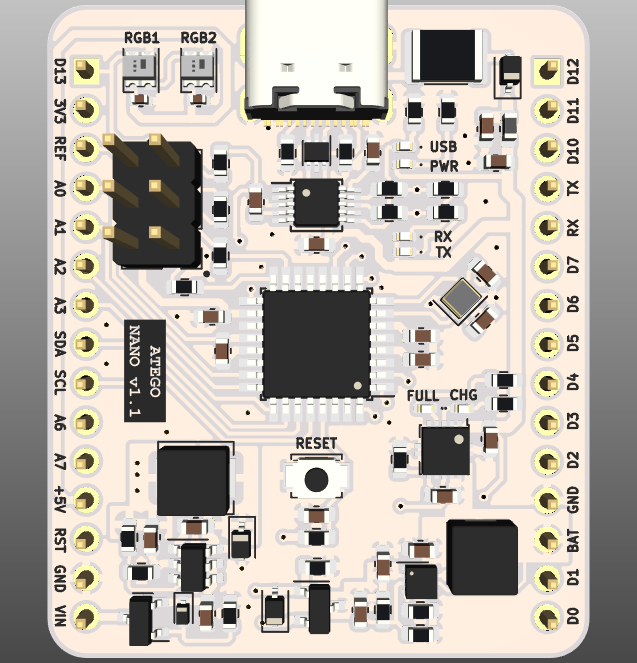 RGB1 RGB2
D13
3V3
REF
A0
A1
A2
A3
SDA
SCL
A6
A7
+5V
RST
GND
VIN
USB
PWR
RX
TX
ATEGO
NANO v1.1
FULL CHG
RESET
D12
D11
D10
TX
RX
D7
D6
D5
D4
D3
D2
GND
BAT
D1
D0